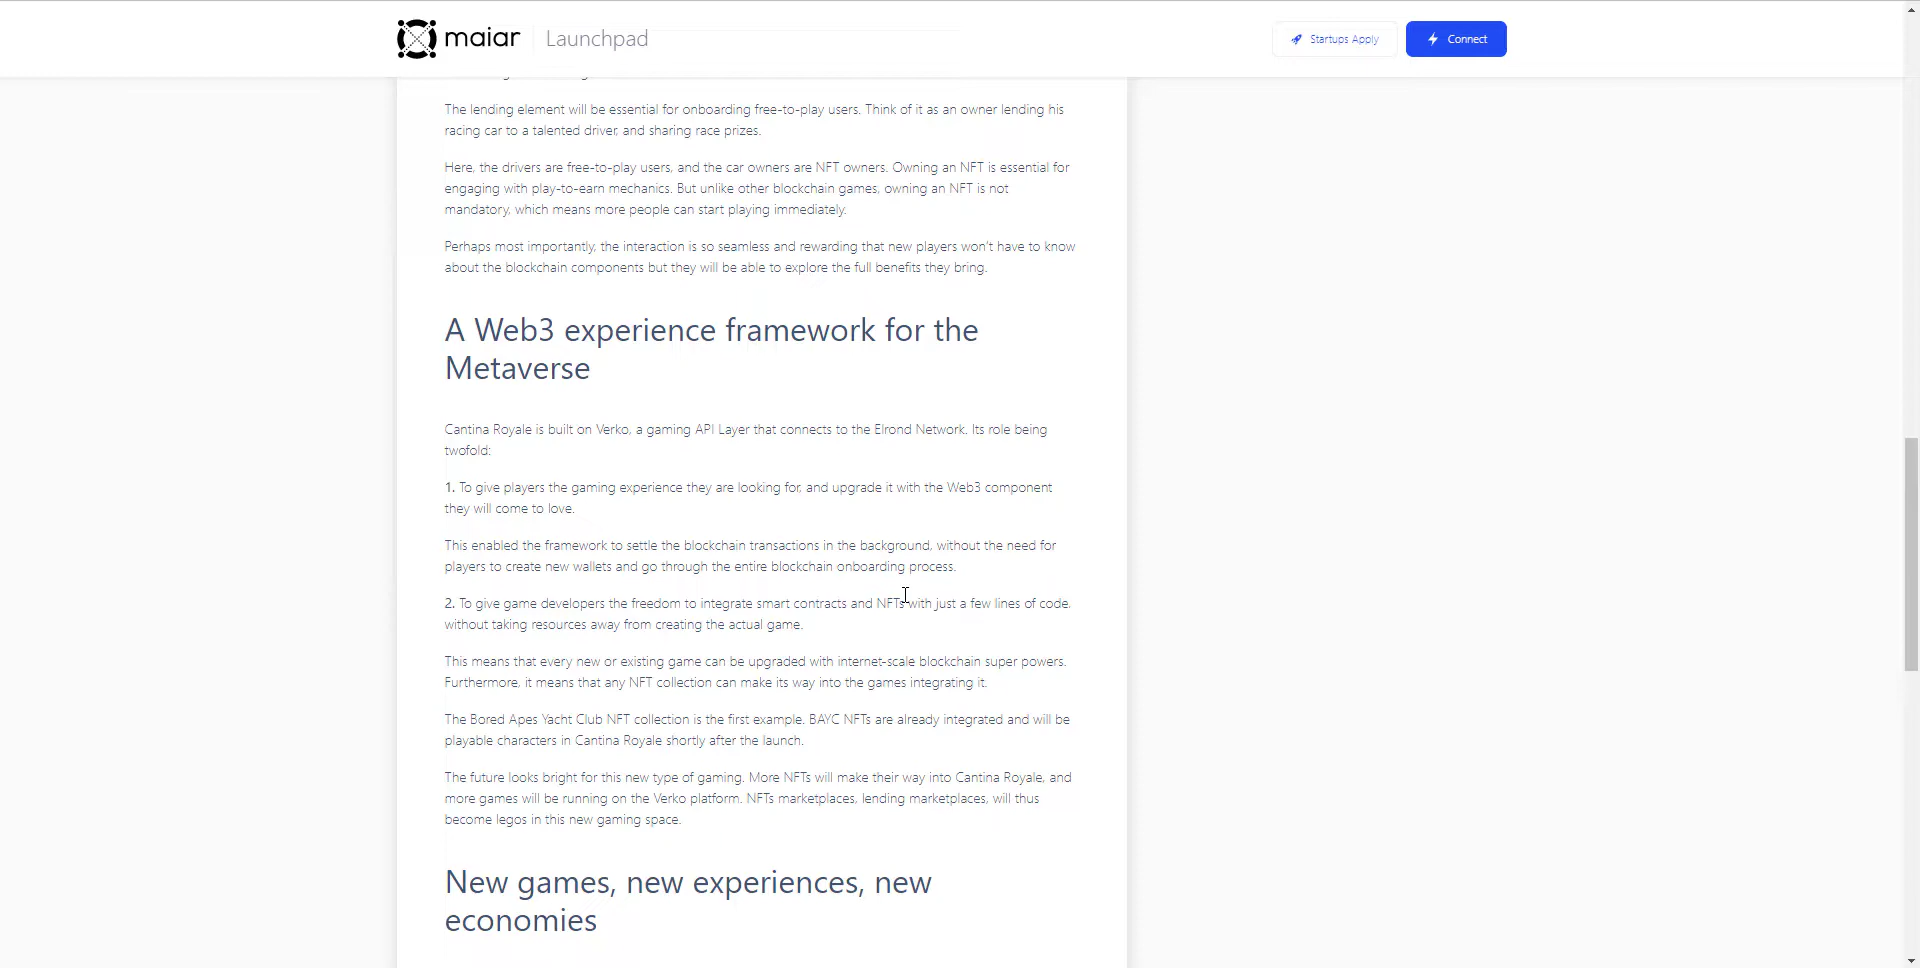 maiar Launchpad
Startups Apply
Connect
The lending element will be essential for onboarding free-to-play users. Think of it as an owner lending his
racing car to a talented driver, and sharing race prizes.
Here, the drivers are free-to-play users, and the car owners are NFT owners. Owning an NFT is essential for
engaging with play-to-earn mechanics. But unlike other blockchain games, owning an NFT is not
mandatory, which means more people can start playing immediately.
Perhaps most importantly, the interaction is so seamless and rewarding that new players won't have to know
about the blockchain components but they will be able to explore the full benefits they bring.
A Web3 experience framework for the
Metaverse
Cantina Royale is built on Verko, a gaming API Layer that connects to the Elrond Network. Its role being
twofold:
1. To give players the gaming experience they are looking for, and upgrade it with the Web3 component
they will come to love.
This enabled the framework to settle the blockchain transactions in the background, without the need for
players to create new wallets and go through the entire blockchain onboarding process.
2. To give game developers the freedom to integrate smart contracts and NFTs with just a few lines of code,
without taking resources away from creating the actual game.
This means that every new or existing game can be upgraded with internet-scale blockchain super powers.
Furthermore, it means that any NFT collection can make its way into the games integrating it.
The Bored Apes Yacht Club NFT collection is the first example. BAYC NFTs are already integrated and will be
playable characters in Cantina Royale shortly after the launch.
The future looks bright for this new type of gaming. More NFTs will make their way into Cantina Royale, and
more games will be running on the Verko platform. NFTs marketplaces, lending marketplaces, will thus
become legos in this new gaming space.
New games, new experiences, new
economies